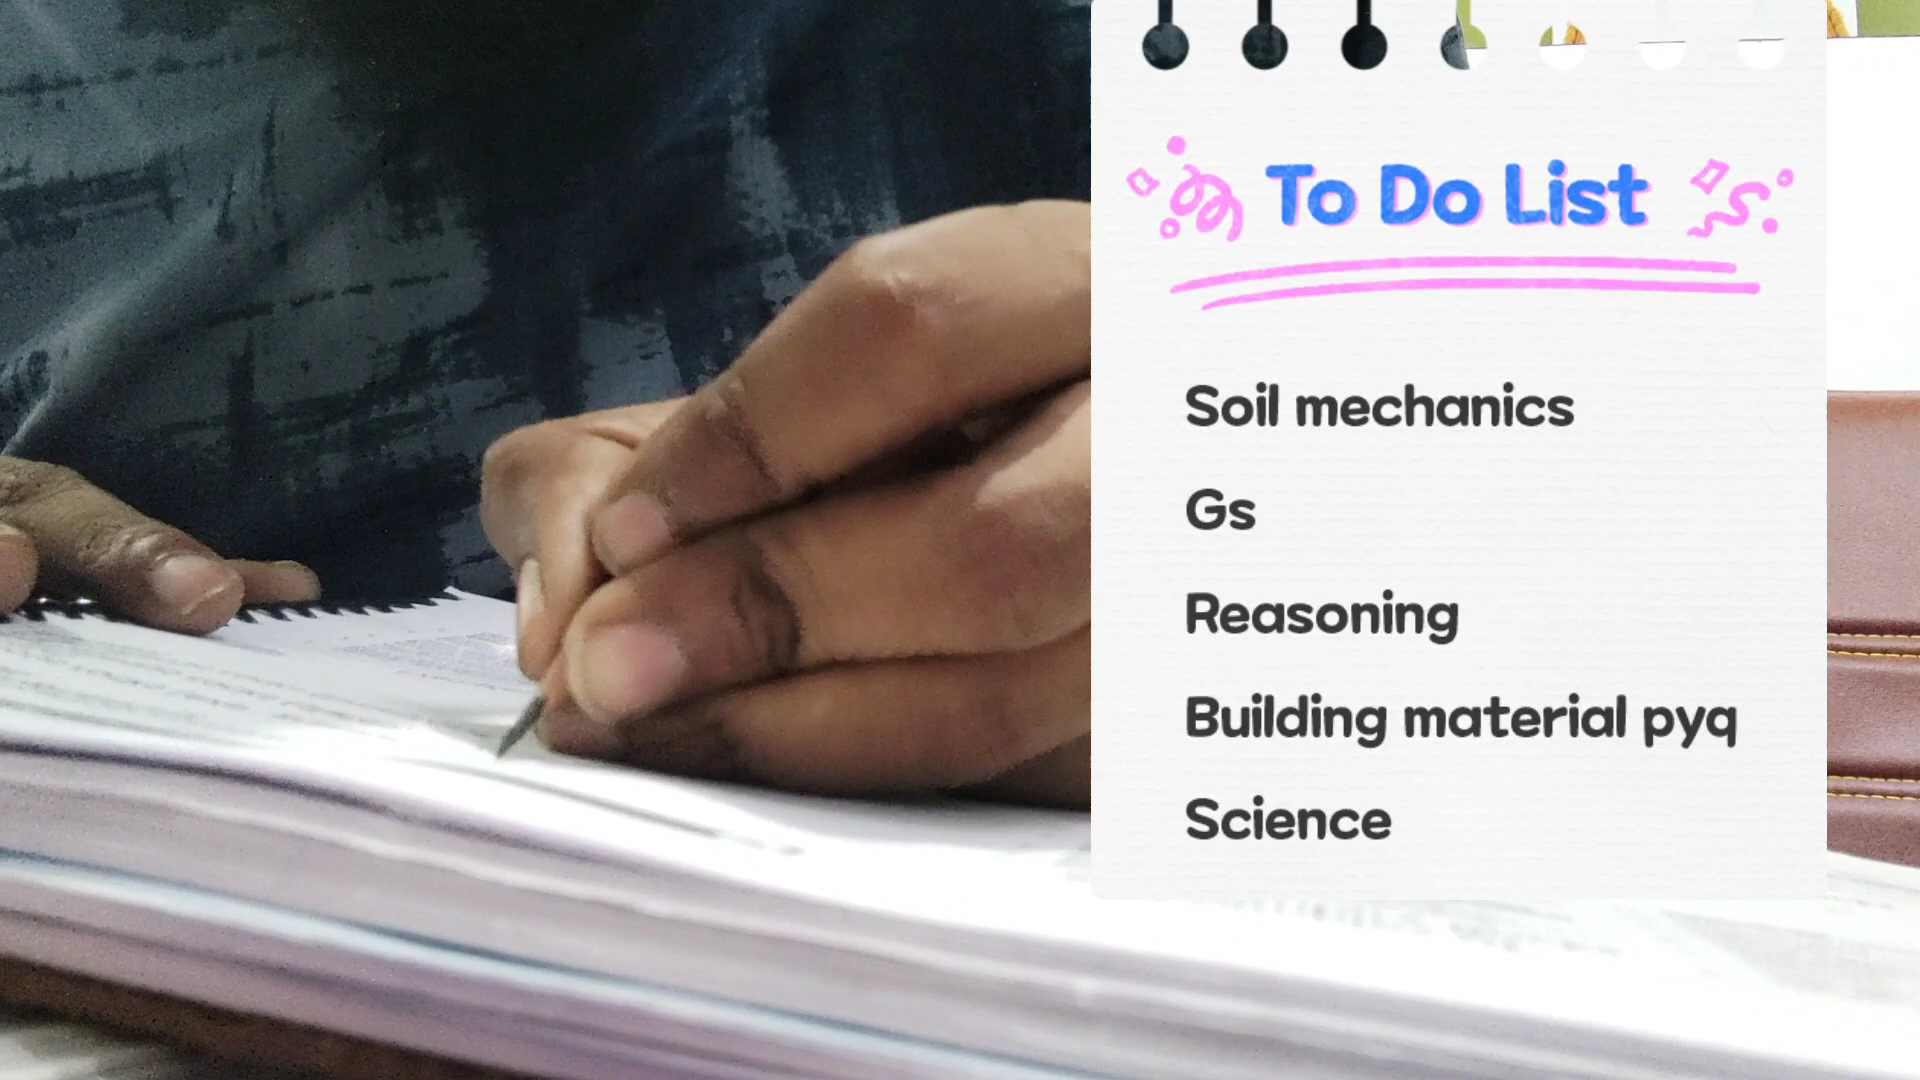 To Do List
Soil mechanics
Gs
Reasoning
Building material pyq
Science